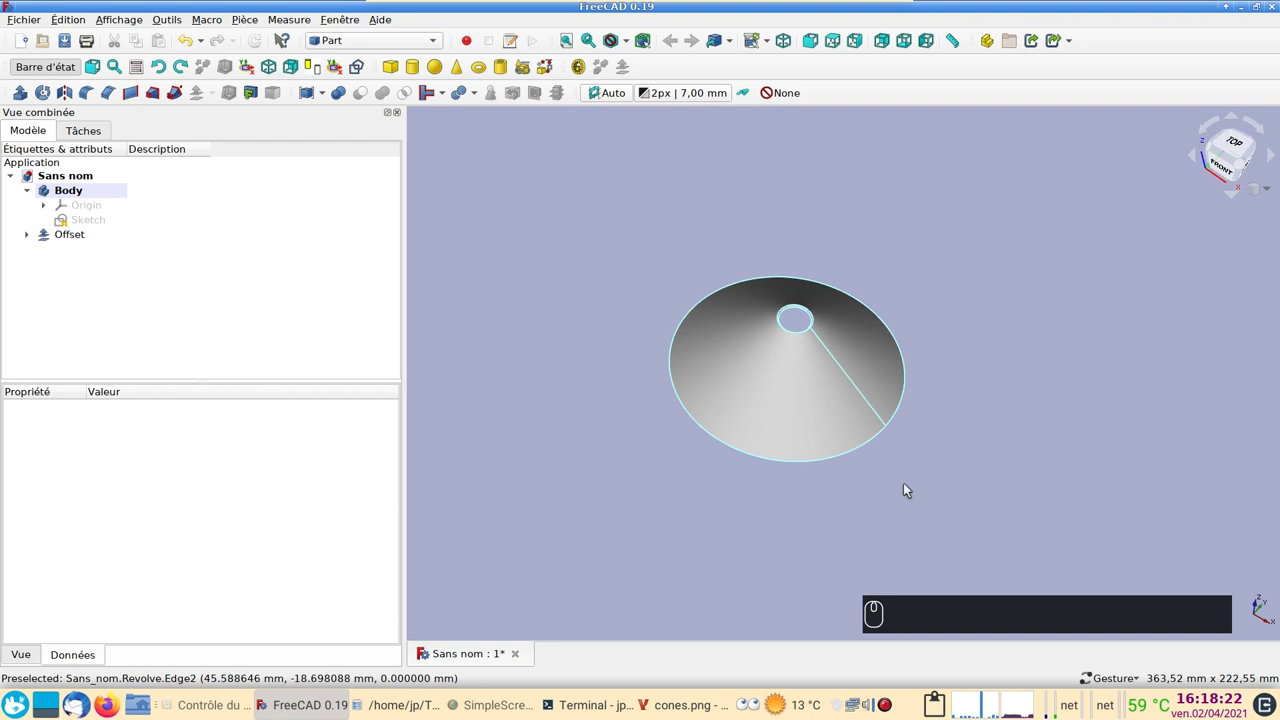 FreeCAD 0.19
Fichier Édition Affichage Outils Macro Pièce Measure Fenêtre Aide
Part
Barre d'état
Auto 2px | 7,00 mm None
Vue combinée
Modèle Tâches
Étiquettes & attributs Description
Application
Sans nom
Body
Origin
Sketch
Offset
TOP
FRONT
Z
X
Propriété Valeur
Z
Y
X
Vue Données
Sans nom : 1*
Preselected: Sans_nom.Revolve.Edge2 (45.588646 mm, -18.698088 mm, 0.000000 mm) Gesture 363,52 mm x 222,55 mm
Contrôle du ... FreeCAD 0.19 /home/jp/T... SimpleScre... Terminal - jp... cones.png - ... 13 °C net net 59 °C 16:18:22
ven.02/04/2021